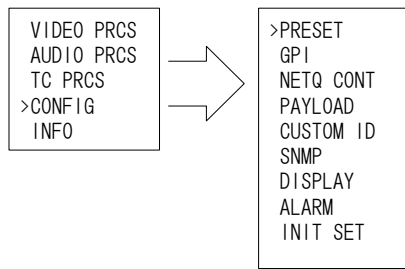 VIDEO PRCS
AUDIO PRCS
TC PRCS
>CONFIG
INFO
>PRESET
GPI
NETQ CONT
PAYLOAD
CUSTOM ID
SNMP
DISPLAY
ALARM
INIT SET